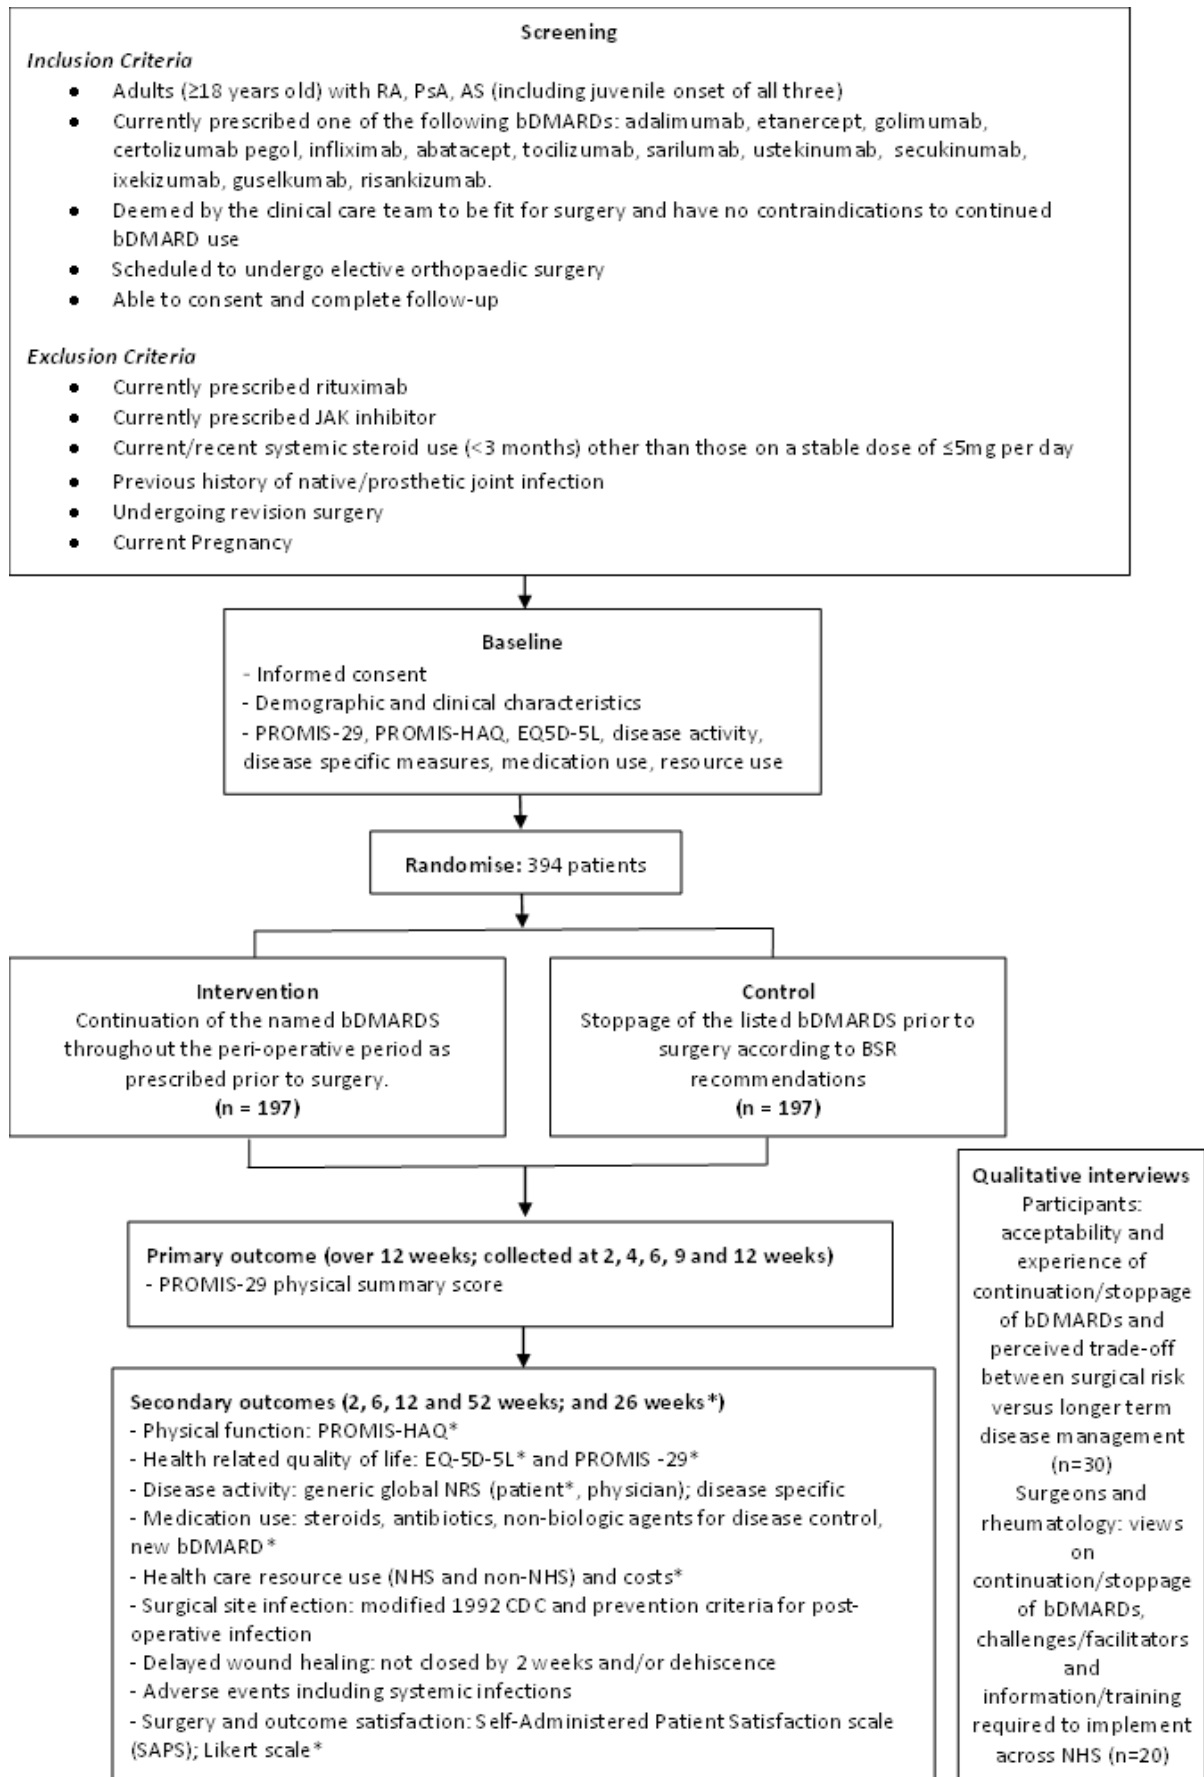 Screening
Inclusion Criteria
● Adults (≥18 years old) with RA, PsA, AS (including juvenile onset of all three)
● Currently prescribed one of the following bDMARDs: adalimumab, etanercept, golimumab,
certolizumab pegol, infliximab, abatacept, tocilizumab, sarilumab, ustekinumab, secukinumab,
ixekizumab, guselkumab, risankizumab.
● Deemed by the clinical care team to be fit for surgery and have no contraindications to continued
bDMARD use
● Scheduled to undergo elective orthopaedic surgery
● Able to consent and complete follow-up
Exclusion Criteria
● Currently prescribed rituximab
● Currently prescribed JAK inhibitor
● Current/recent systemic steroid use (<3 months) other than those on a stable dose of ≤5mg per day
● Previous history of native/prosthetic joint infection
● Undergoing revision surgery
● Current Pregnancy
Baseline
- Informed consent
- Demographic and clinical characteristics
- PROMIS-29, PROMIS-HAQ, EQ5D-5L, disease activity,
disease specific measures, medication use, resource use
Randomise: 394 patients
Intervention
Continuation of the named bDMARDS
throughout the peri-operative period as
prescribed prior to surgery.
(n = 197)
Control
Stoppage of the listed bDMARDS prior to
surgery according to BSR
recommendations
(n = 197)
Primary outcome (over 12 weeks; collected at 2, 4, 6, 9 and 12 weeks)
- PROMIS-29 physical summary score
Secondary outcomes (2, 6, 12 and 52 weeks; and 26 weeks*)
- Physical function: PROMIS-HAQ*
- Health related quality of life: EQ-5D-5L* and PROMIS -29*
- Disease activity: generic global NRS (patient*, physician); disease specific
- Medication use: steroids, antibiotics, non-biologic agents for disease control,
new bDMARD*
- Health care resource use (NHS and non-NHS) and costs*
- Surgical site infection: modified 1992 CDC and prevention criteria for post-
operative infection
- Delayed wound healing: not closed by 2 weeks and/or dehiscence
- Adverse events including systemic infections
- Surgery and outcome satisfaction: Self-Administered Patient Satisfaction scale
(SAPS); Likert scale*
Qualitative interviews
Participants:
acceptability and
experience of
continuation/stoppage
of bDMARDs and
perceived trade-off
between surgical risk
versus longer term
disease management
(n=30)
Surgeons and
rheumatology: views
on
continuation/stoppage
of bDMARDs,
challenges/facilitators
and
information/training
required to implement
across NHS (n=20)